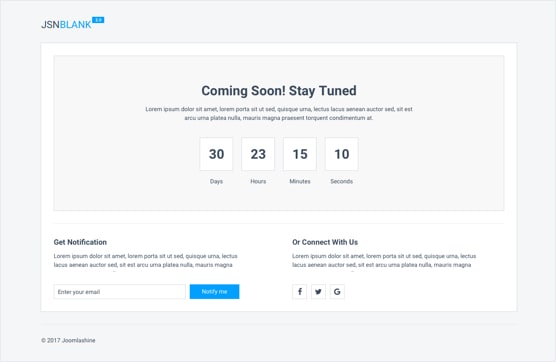 JSNBLANK 2.0
Coming Soon! Stay Tuned
Lorem ipsum dolor sit amet, lorem porta sit ut sed, quisque urna, lectus lacus aenean auctor sed, sit est
arcu urna platea nulla, mauris magna praesent torquent condimentum at.
30 23 15 10
Days Hours Minutes Seconds
Get Notification
Lorem ipsum dolor sit amet, lorem porta sit ut sed, quisque urna, lectus
lacus aenean auctor sed, sit est arcu urna platea nulla, mauris magna
Enter your email Notify me
Or Connect With Us
Lorem ipsum dolor sit amet, lorem porta sit ut sed, quisque urna, lectus
lacus aenean auctor sed, sit est arcu urna platea nulla, mauris magna
© 2017 Joomlashine